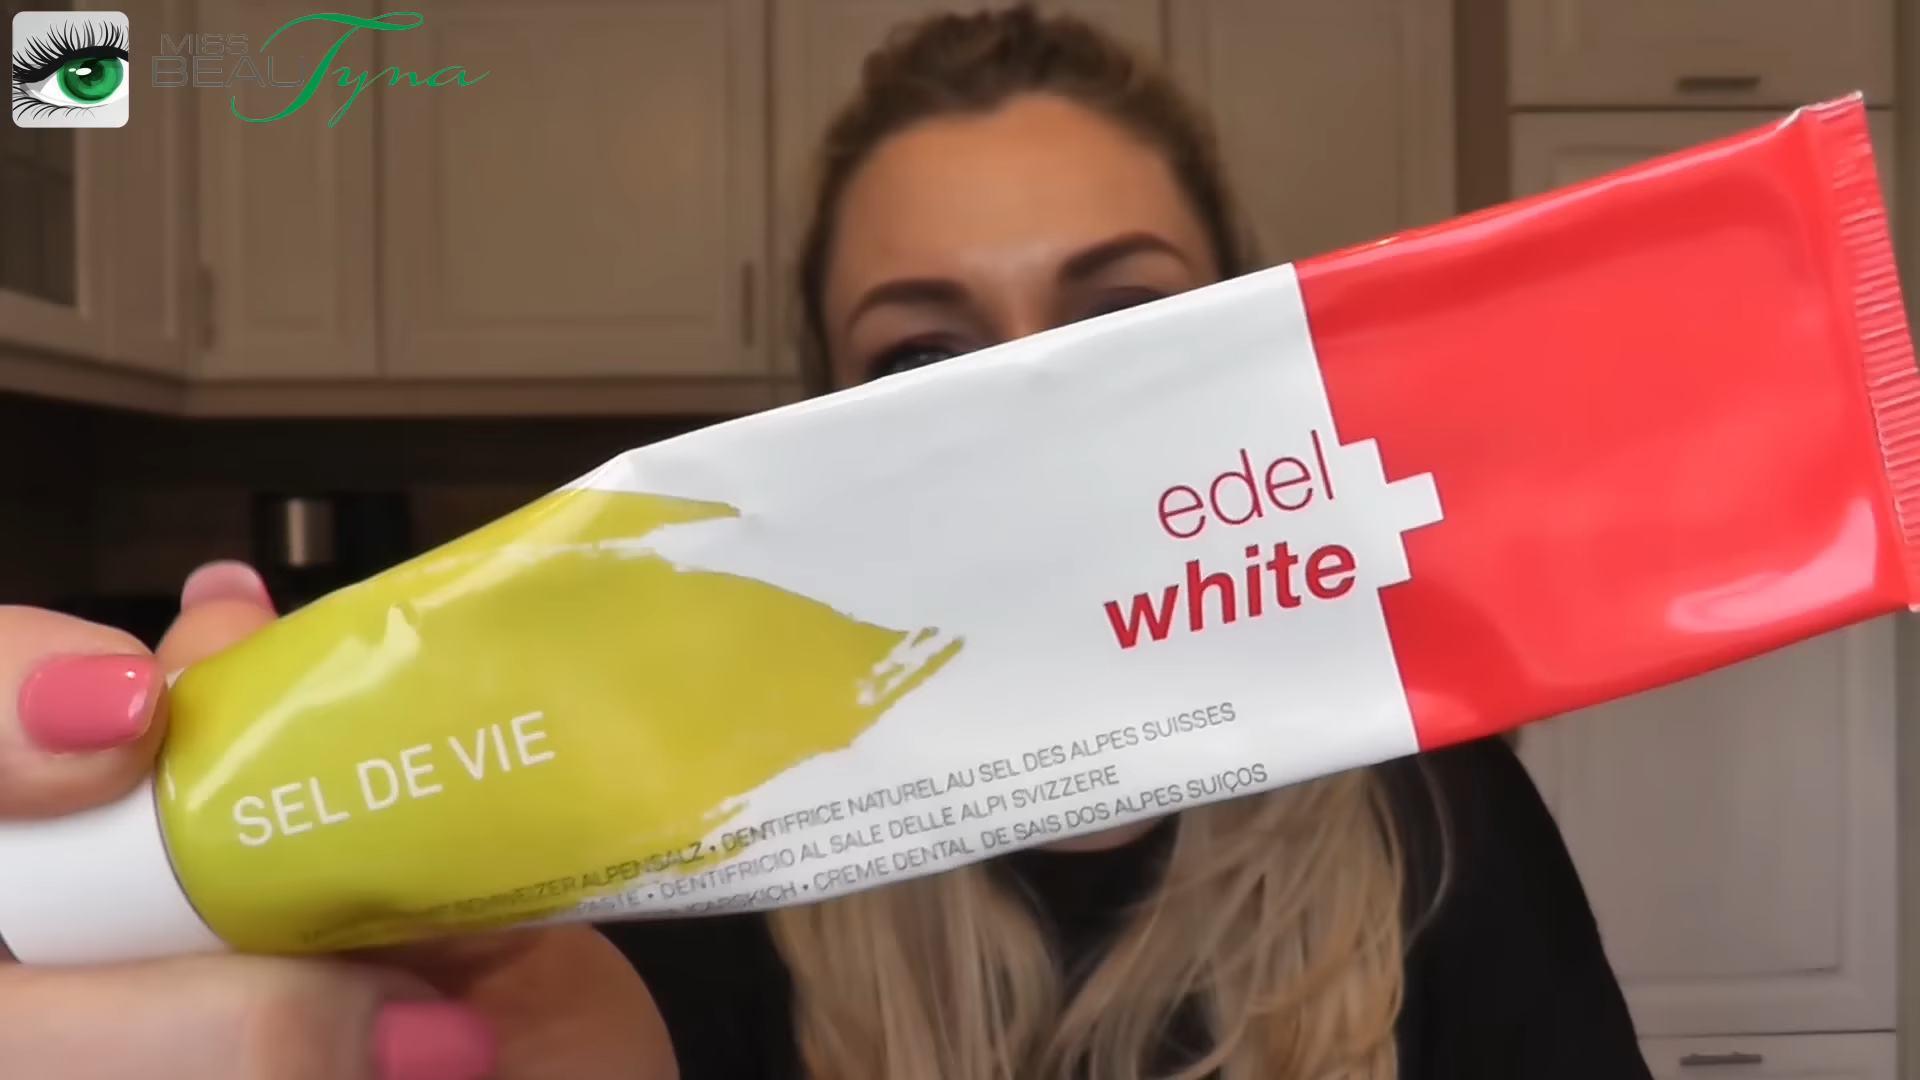 MISS
BEAUTyna
edel
white
SEL DE VIE
SCHWEIZER ALPENSALZ • DENTIFRICE NATUREL AU SEL DES ALPES SUISSES
PASTE • DENTIFRICIO AL SALE DELLE ALPI SVIZZERE
• CREME DENTAL DE SAIS DOS ALPES SUIÇOS